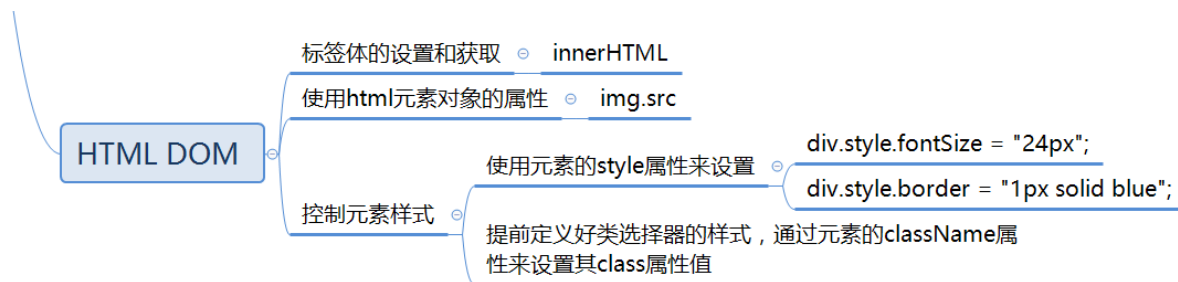 标签体的设置和获取 innerHTML
使用html元素对象的属性 img.src
HTML DOM
使用元素的style属性来设置
div.style.fontSize = "24px";
div.style.border = "1px solid blue";
控制元素样式
提前定义好类选择器的样式，通过元素的className属
性来设置其class属性值